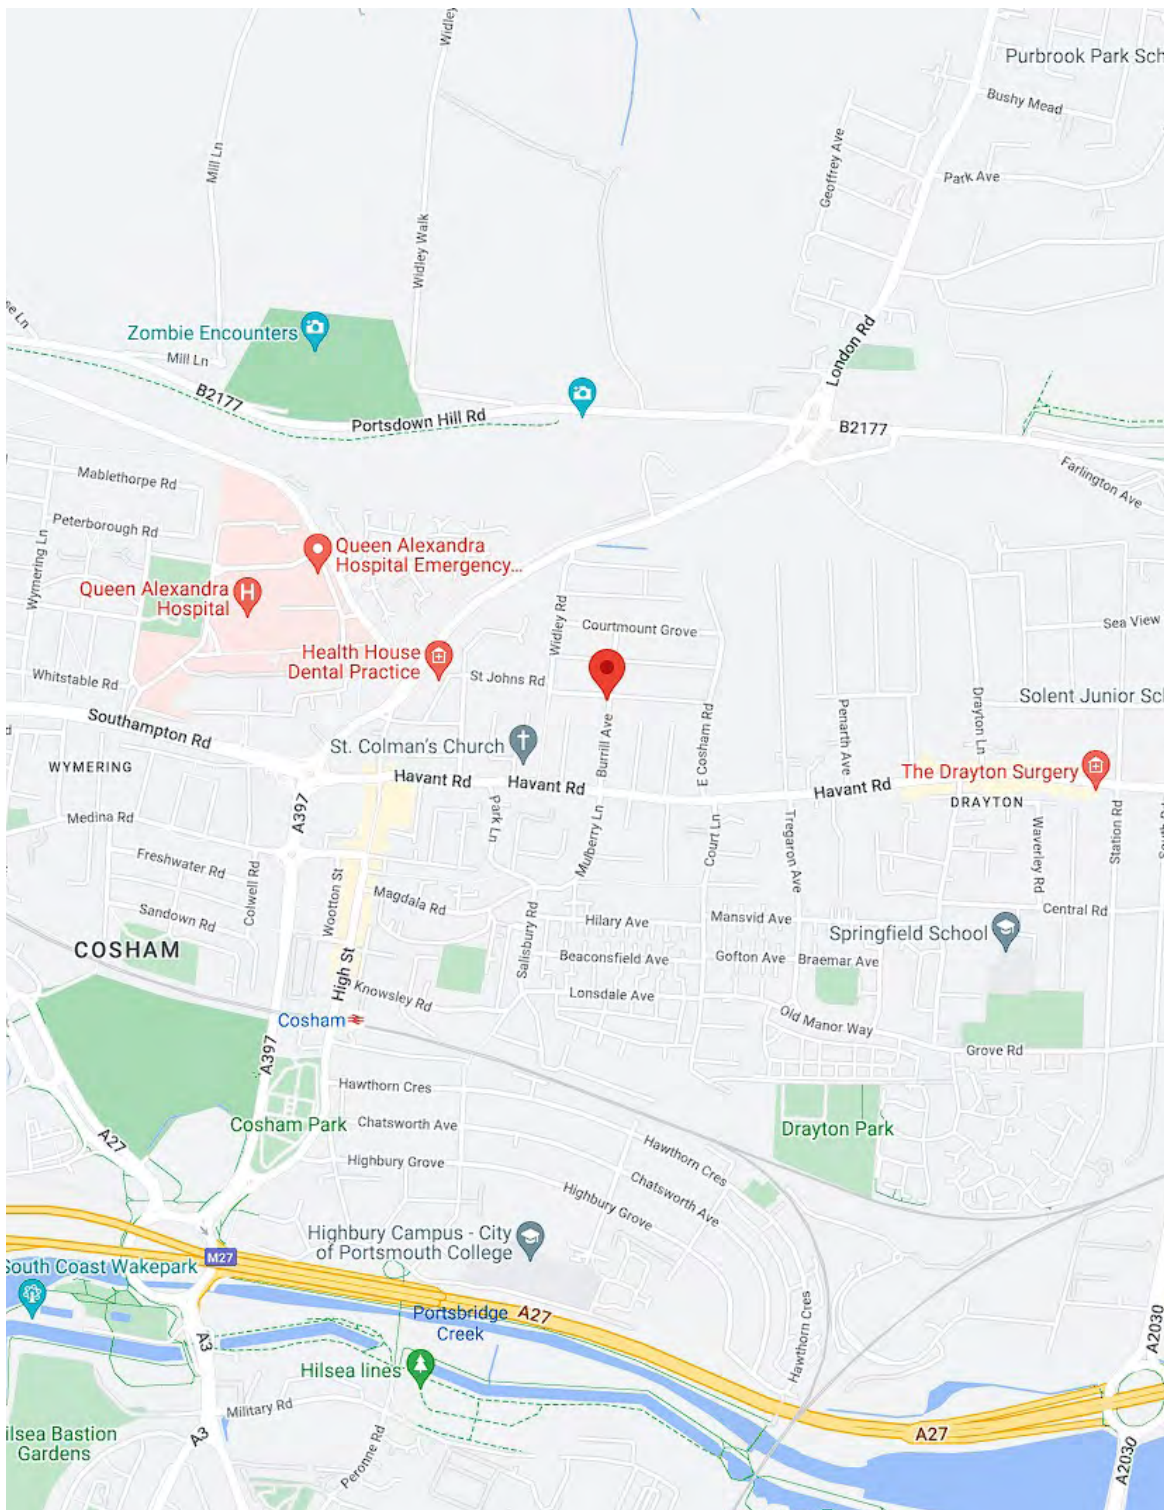 Widley
Purbrook Park Sch
Bushy Mead
Geoffrey Ave
Mill Ln
Park Ave
Widley Walk
se Ln
Zombie Encounters
London Rd
Mill Ln
B2177
Portsdown Hill Rd
B2177
Farlington Ave
Mablethorpe Rd
Peterborough Rd
Wymering Ln
Queen Alexandra
Hospital Emergency...
Queen Alexandra
Hospital
H
Widley Rd
Courtmount Grove
Sea View
Health House
Dental Practice
St Johns Rd
Whitstable Rd
Solent Junior Sc
Drayton Ln
Penarth Ave
Southampton Rd
Burrill Ave
E Cosham Rd
St. Colman's Church
WYMERING
Havant Rd
Havant Rd
Havant Rd
The Drayton Surgery
DRAYTON
A397
Medina Rd
Park Ln
Mulberry Ln
Court Ln
Tregaron Ave
Waverley Rd
Station Rd
Freshwater Rd
Colwell Rd
Wootton St
Magdala Rd
Sandown Rd
Salisbury Rd
Hilary Ave
Mansvid Ave
Central Rd
Springfield School
COSHAM
High St
Beaconsfield Ave
Gofton Ave
Braemar Ave
Knowsley Rd
Lonsdale Ave
Cosham
Old Manor Way
A397
Grove Rd
Hawthorn Cres
Cosham Park
Chatsworth Ave
Drayton Park
A27
Highbury Grove
Hawthorn Cres
Chatsworth Ave
Highbury Grove
Highbury Campus - City
of Portsmouth College
M27
South Coast Wakepark
Portsbridge
Creek
A27
Hawthorn Cres
A2030
A3
Hilsea lines
Military Rd
ilsea Bastion
Gardens
A3
Peronne Rd
A27
A2030